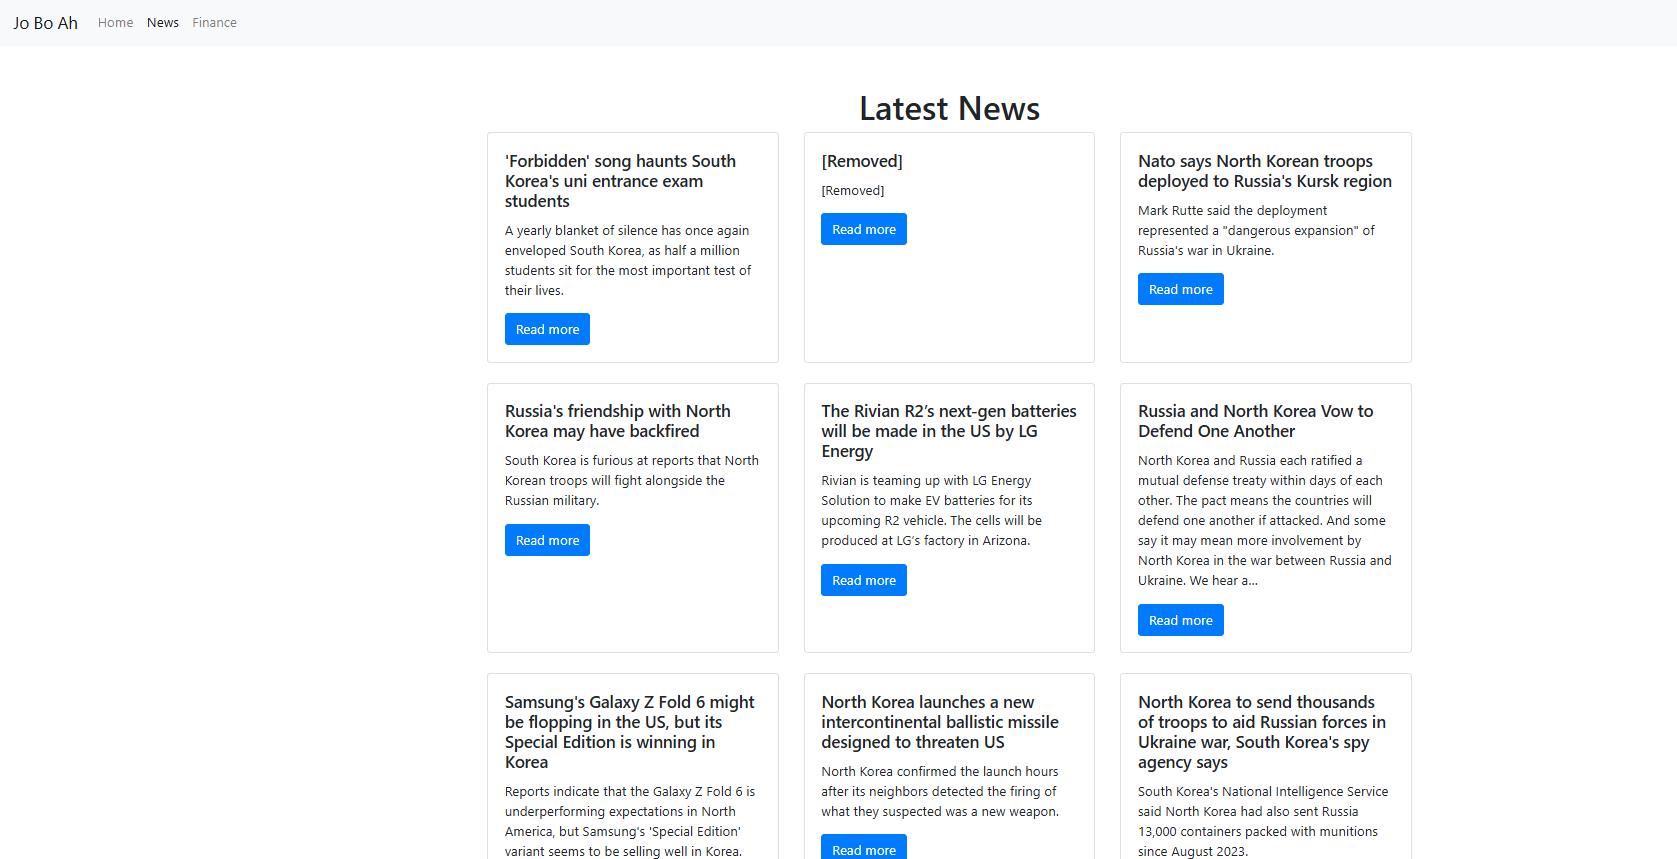 Jo Bo Ah Home News Finance
Latest News
'Forbidden' song haunts South
Korea's uni entrance exam
students
A yearly blanket of silence has once again
enveloped South Korea, as half a million
students sit for the most important test of
their lives.
Read more
[Removed]
[Removed]
Read more
Nato says North Korean troops
deployed to Russia's Kursk region
Mark Rutte said the deployment
represented a "dangerous expansion" of
Russia's war in Ukraine.
Read more
Russia's friendship with North
Korea may have backfired
South Korea is furious at reports that North
Korean troops will fight alongside the
Russian military.
Read more
The Rivian R2’s next-gen batteries
will be made in the US by LG
Energy
Rivian is teaming up with LG Energy
Solution to make EV batteries for its
upcoming R2 vehicle. The cells will be
produced at LG’s factory in Arizona.
Read more
Russia and North Korea Vow to
Defend One Another
North Korea and Russia each ratified a
mutual defense treaty within days of each
other. The pact means the countries will
defend one another if attacked. And some
say it may mean more involvement by
North Korea in the war between Russia and
Ukraine. We hear a…
Read more
Samsung's Galaxy Z Fold 6 might
be flopping in the US, but its
Special Edition is winning in
Korea
Reports indicate that the Galaxy Z Fold 6 is
underperforming expectations in North
America, but Samsung's 'Special Edition'
variant seems to be selling well in Korea.
North Korea launches a new
intercontinental ballistic missile
designed to threaten US
North Korea confirmed the launch hours
after its neighbors detected the firing of
what they suspected was a new weapon.
Read more
North Korea to send thousands
of troops to aid Russian forces in
Ukraine war, South Korea's spy
agency says
South Korea's National Intelligence Service
said North Korea had also sent Russia
13,000 containers packed with munitions
since August 2023.